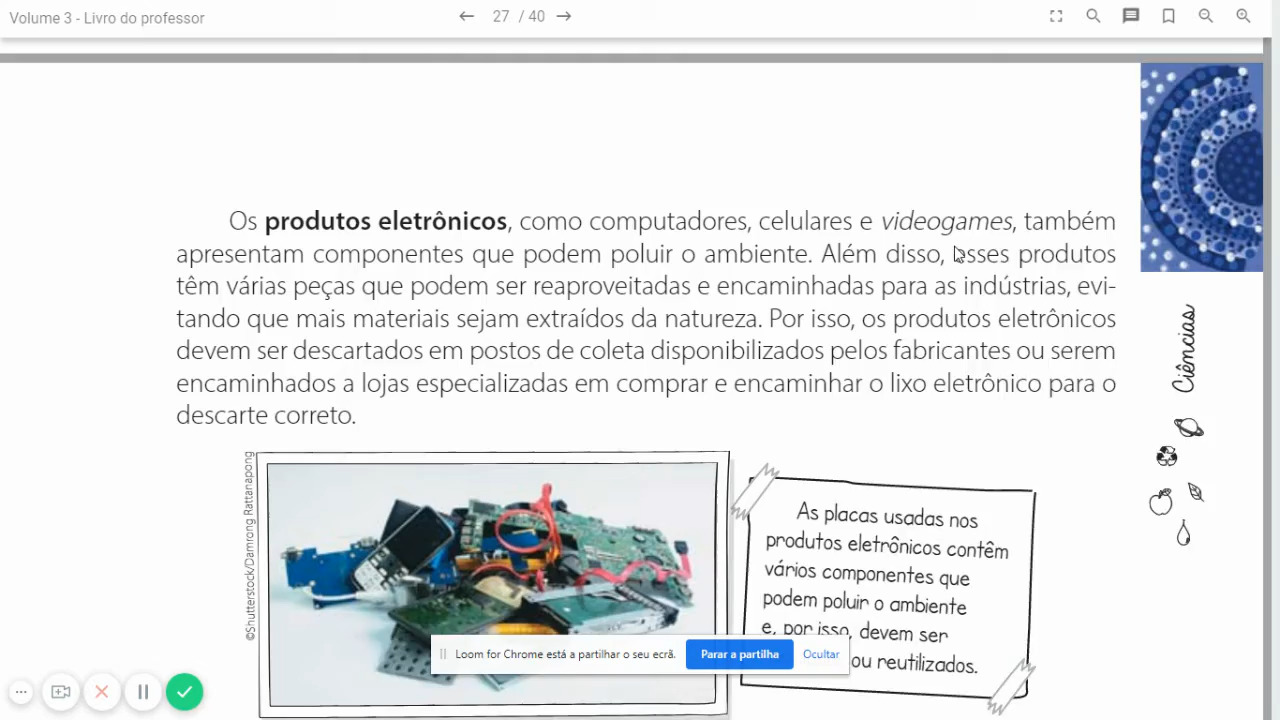 Volume 3 - Livro do professor
27 / 40
Os produtos eletrônicos, como computadores, celulares e videogames, também
apresentam componentes que podem poluir o ambiente. Além disso, esses produtos
têm várias peças que podem ser reaproveitadas e encaminhadas para as indústrias, evi-
tando que mais materiais sejam extraídos da natureza. Por isso, os produtos eletrônicos
devem ser descartados em postos de coleta disponibilizados pelos fabricantes ou serem
encaminhados a lojas especializadas em comprar e encaminhar o lixo eletrônico para o
descarte correto.
Ciências
©Shutterstock/Damrong Rattanapong
As placas usadas nos
produtos eletrônicos contêm
vários componentes que
podem poluir o ambiente
e, por isso, devem ser
ou reutilizados.
Loom for Chrome está a partilhar o seu ecrã.
Parar a partilha
Ocultar